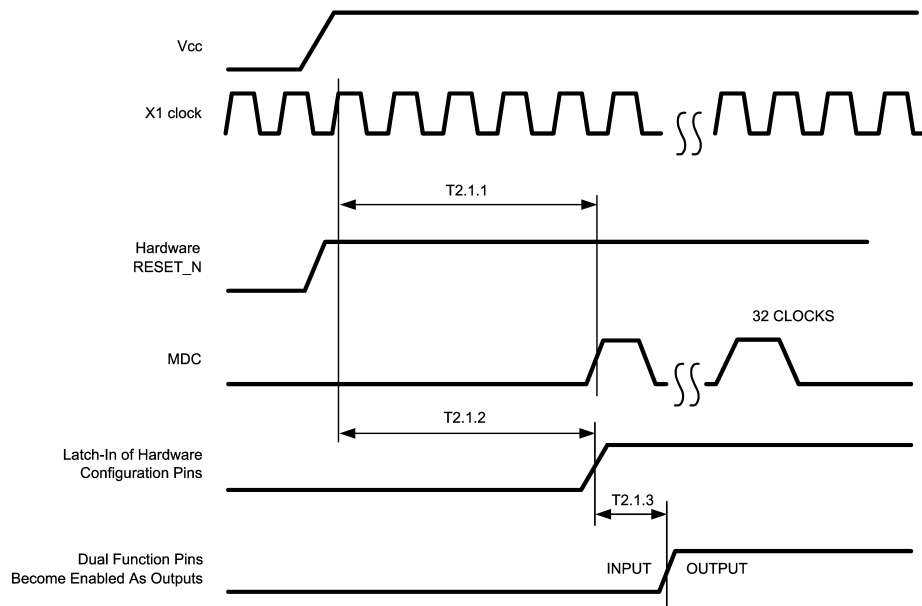 Vcc
X1 clock
T2.1.1
Hardware
RESET_N
32 CLOCKS
MDC
T2.1.2
Latch-In of Hardware
Configuration Pins
T2.1.3
Dual Function Pins
Become Enabled As Outputs
INPUT
OUTPUT